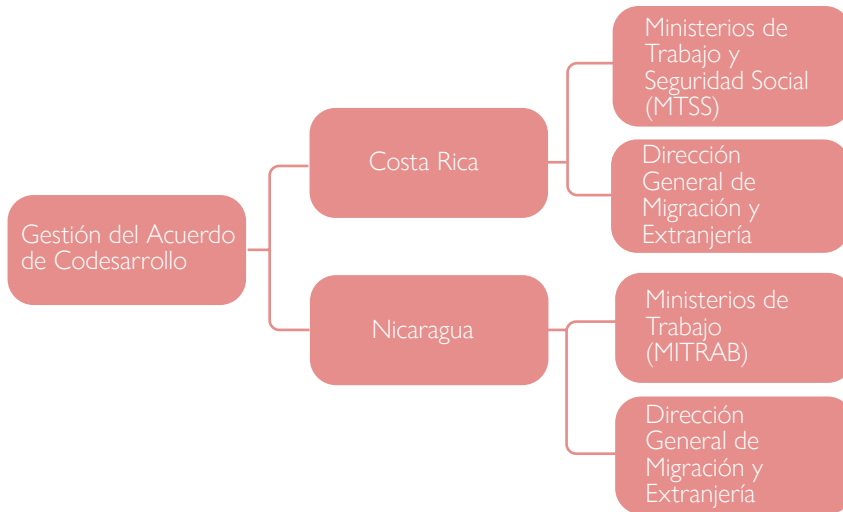 Gestión del Acuerdo
de Codesarrollo
Costa Rica
Ministerios de
Trabajo y
Seguridad Social
(MTSS)
Dirección
General de
Migración y
Extranjería
Nicaragua
Ministerios de
Trabajo
(MITRAB)
Dirección
General de
Migración y
Extranjería